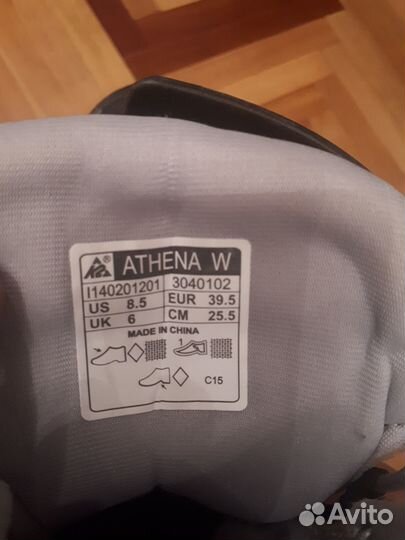 ATHENA W
I140201201 3040102
US 8.5 EUR 39.5
UK 6 CM 25.5
MADE IN CHINA
1
C15
Avito